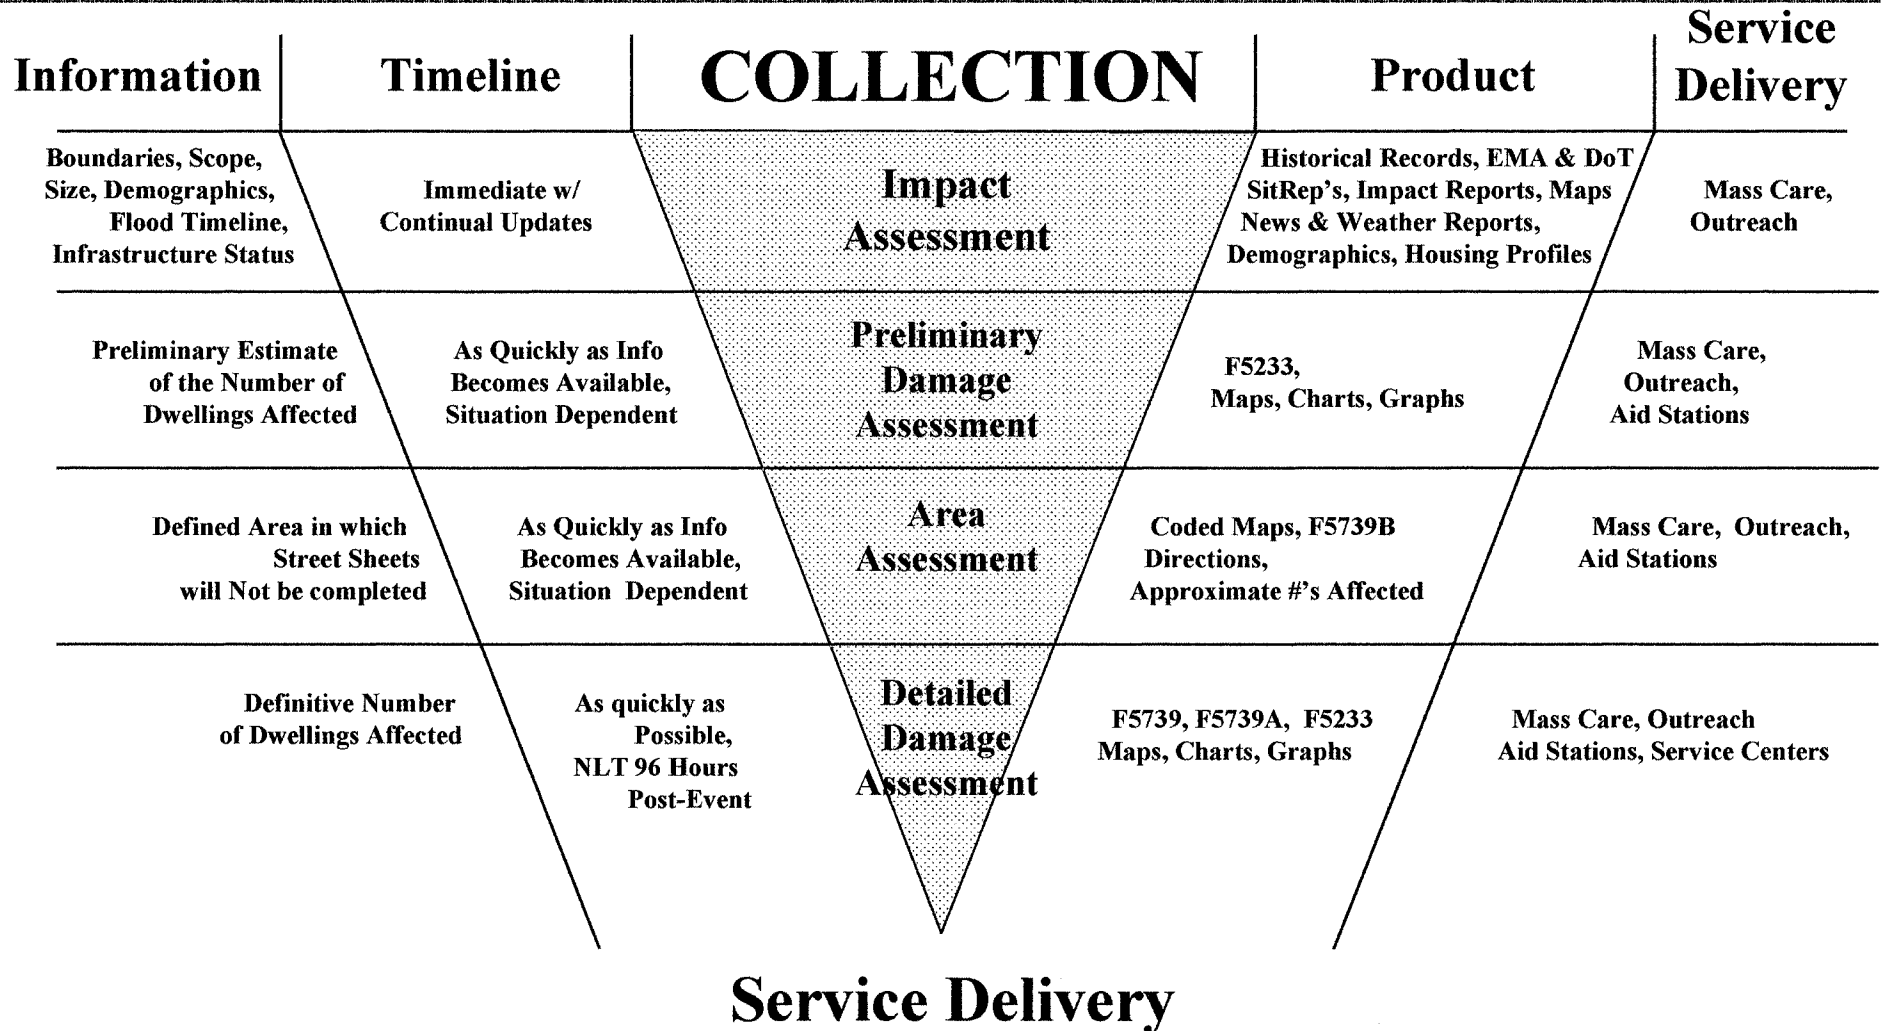 Information
Timeline
COLLECTION
Product
Service
Delivery
Boundaries, Scope,
Size, Demographics,
Flood Timeline,
Infrastructure Status
Immediate w/
Continual Updates
Impact
Assessment
Historical Records, EMA & DoT
SitRep's, Impact Reports, Maps
News & Weather Reports,
Demographics, Housing Profiles
Mass Care,
Outreach
Preliminary Estimate
of the Number of
Dwellings Affected
As Quickly as Info
Becomes Available,
Situation Dependent
Preliminary
Damage
Assessment
F5233,
Maps, Charts, Graphs
Mass Care,
Outreach,
Aid Stations
Defined Area in which
Street Sheets
will Not be completed
As Quickly as Info
Becomes Available,
Situation Dependent
Area
Assessment
Coded Maps, F5739B
Directions,
Approximate #'s Affected
Mass Care, Outreach,
Aid Stations
Definitive Number
of Dwellings Affected
As quickly as
Possible,
NLT 96 Hours
Post-Event
Detailed
Damage
Assessment
F5739, F5739A, F5233
Maps, Charts, Graphs
Mass Care, Outreach
Aid Stations, Service Centers
Service Delivery